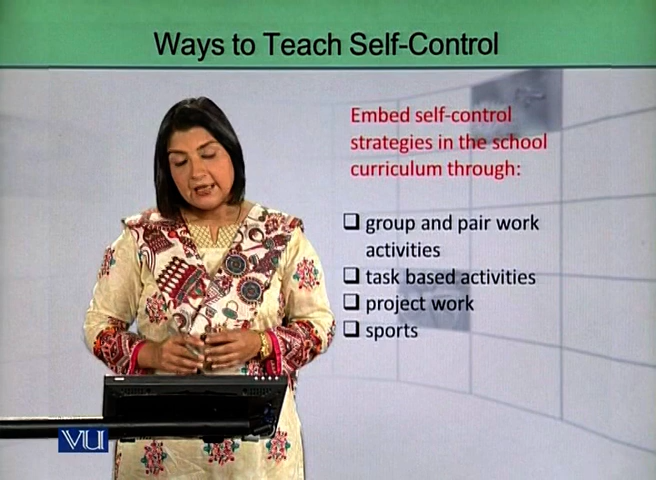 Ways to Teach Self-Control
Embed self-control
strategies in the school
curriculum through:
❑ group and pair work
activities
❑ task based activities
❑ project work
❑ sports
VU